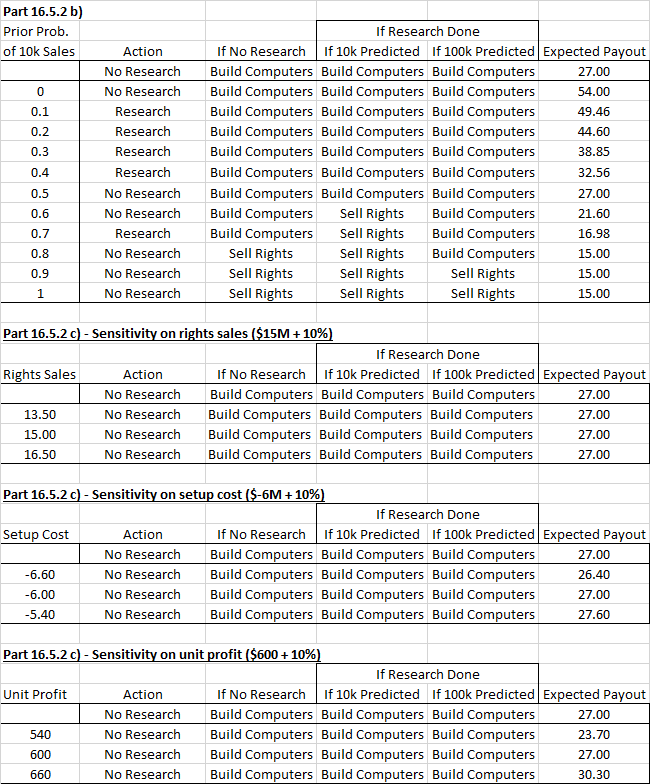 Part 16.5.2 b)
Prior Prob. If Research Done
of 10k Sales Action If No Research If 10k Predicted If 100k Predicted Expected Payout
No Research Build Computers Build Computers Build Computers 27.00
0 No Research Build Computers Build Computers Build Computers 54.00
0.1 Research Build Computers Build Computers Build Computers 49.46
0.2 Research Build Computers Build Computers Build Computers 44.60
0.3 Research Build Computers Build Computers Build Computers 38.85
0.4 Research Build Computers Build Computers Build Computers 32.56
0.5 No Research Build Computers Build Computers Build Computers 27.00
0.6 No Research Build Computers Sell Rights Build Computers 21.60
0.7 Research Build Computers Sell Rights Build Computers 16.98
0.8 No Research Sell Rights Sell Rights Build Computers 15.00
0.9 No Research Sell Rights Sell Rights Sell Rights 15.00
1 No Research Sell Rights Sell Rights Sell Rights 15.00
Part 16.5.2 c) - Sensitivity on rights sales ($15M + 10%)
If Research Done
Rights Sales Action If No Research If 10k Predicted If 100k Predicted Expected Payout
No Research Build Computers Build Computers Build Computers 27.00
13.50 No Research Build Computers Build Computers Build Computers 27.00
15.00 No Research Build Computers Build Computers Build Computers 27.00
16.50 No Research Build Computers Build Computers Build Computers 27.00
Part 16.5.2 c) - Sensitivity on setup cost ($-6M + 10%)
If Research Done
Setup Cost Action If No Research If 10k Predicted If 100k Predicted Expected Payout
No Research Build Computers Build Computers Build Computers 27.00
-6.60 No Research Build Computers Build Computers Build Computers 26.40
-6.00 No Research Build Computers Build Computers Build Computers 27.00
-5.40 No Research Build Computers Build Computers Build Computers 27.60
Part 16.5.2 c) - Sensitivity on unit profit ($600 + 10%)
If Research Done
Unit Profit Action If No Research If 10k Predicted If 100k Predicted Expected Payout
No Research Build Computers Build Computers Build Computers 27.00
540 No Research Build Computers Build Computers Build Computers 23.70
600 No Research Build Computers Build Computers Build Computers 27.00
660 No Research Build Computers Build Computers Build Computers 30.30